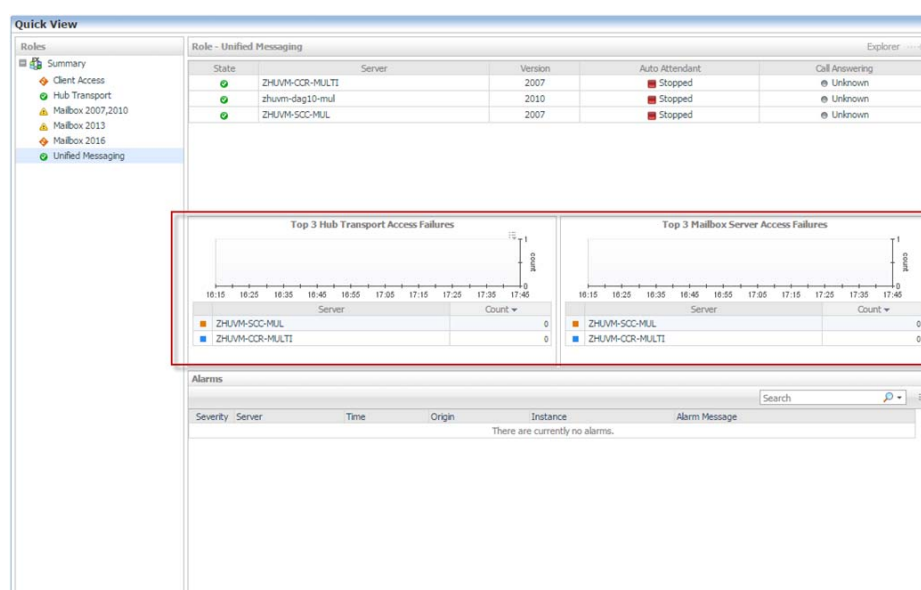 Quick View
Roles
Summary
Client Access
Hub Transport
Mailbox 2007,2010
Mailbox 2013
Mailbox 2016
Unified Messaging
Role - Unified Messaging Explorer
State Server Version Auto Attendant Call Answering
ZHUVM-CCR-MULTI 2007 Stopped Unknown
zhuvm-dag10-mul 2010 Stopped Unknown
ZHUVM-SCC-MUL 2007 Stopped Unknown
Top 3 Hub Transport Access Failures
1
count
0
16:15 16:25 16:35 16:45 16:55 17:05 17:15 17:25 17:35 17:45
Server Count
ZHUVM-SCC-MUL 0
ZHUVM-CCR-MULTI 0
Top 3 Mailbox Server Access Failures
1
count
0
16:15 16:25 16:35 16:45 16:55 17:05 17:15 17:25 17:35 17:45
Server Count
ZHUVM-SCC-MUL 0
ZHUVM-CCR-MULTI 0
Alarms
Search
Severity Server Time Origin Instance Alarm Message
There are currently no alarms.